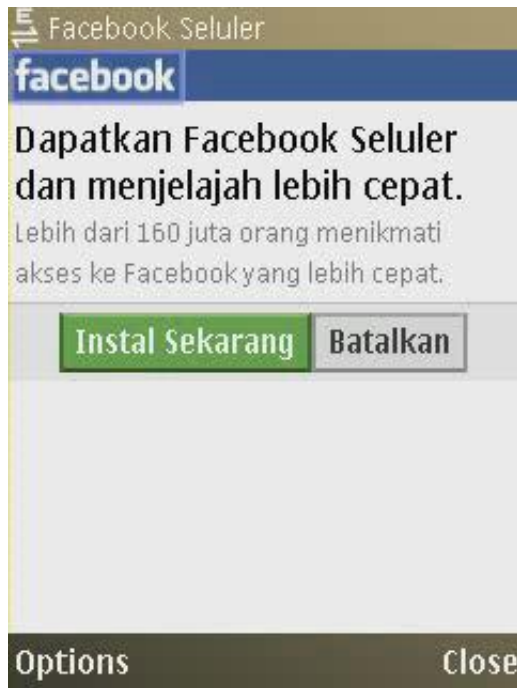 Facebook Seluler
facebook
Dapatkan Facebook Seluler
dan menjelajah lebih cepat.
Lebih dari 160 juta orang menikmati
akses ke Facebook yang lebih cepat.
Instal Sekarang Batalkan
Options Close